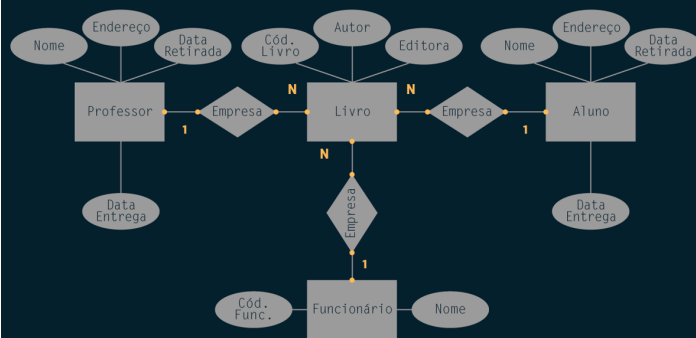 Nome
Endereço
Data
Retirada
Cód.
Livro
Autor
Editora
Nome
Endereço
Data
Retirada
Professor
1
Empresa
N
Livro
N
Empresa
1
Aluno
Data
Entrega
N
Empresa
1
Data
Entrega
Cód.
Func.
Funcionário
Nome